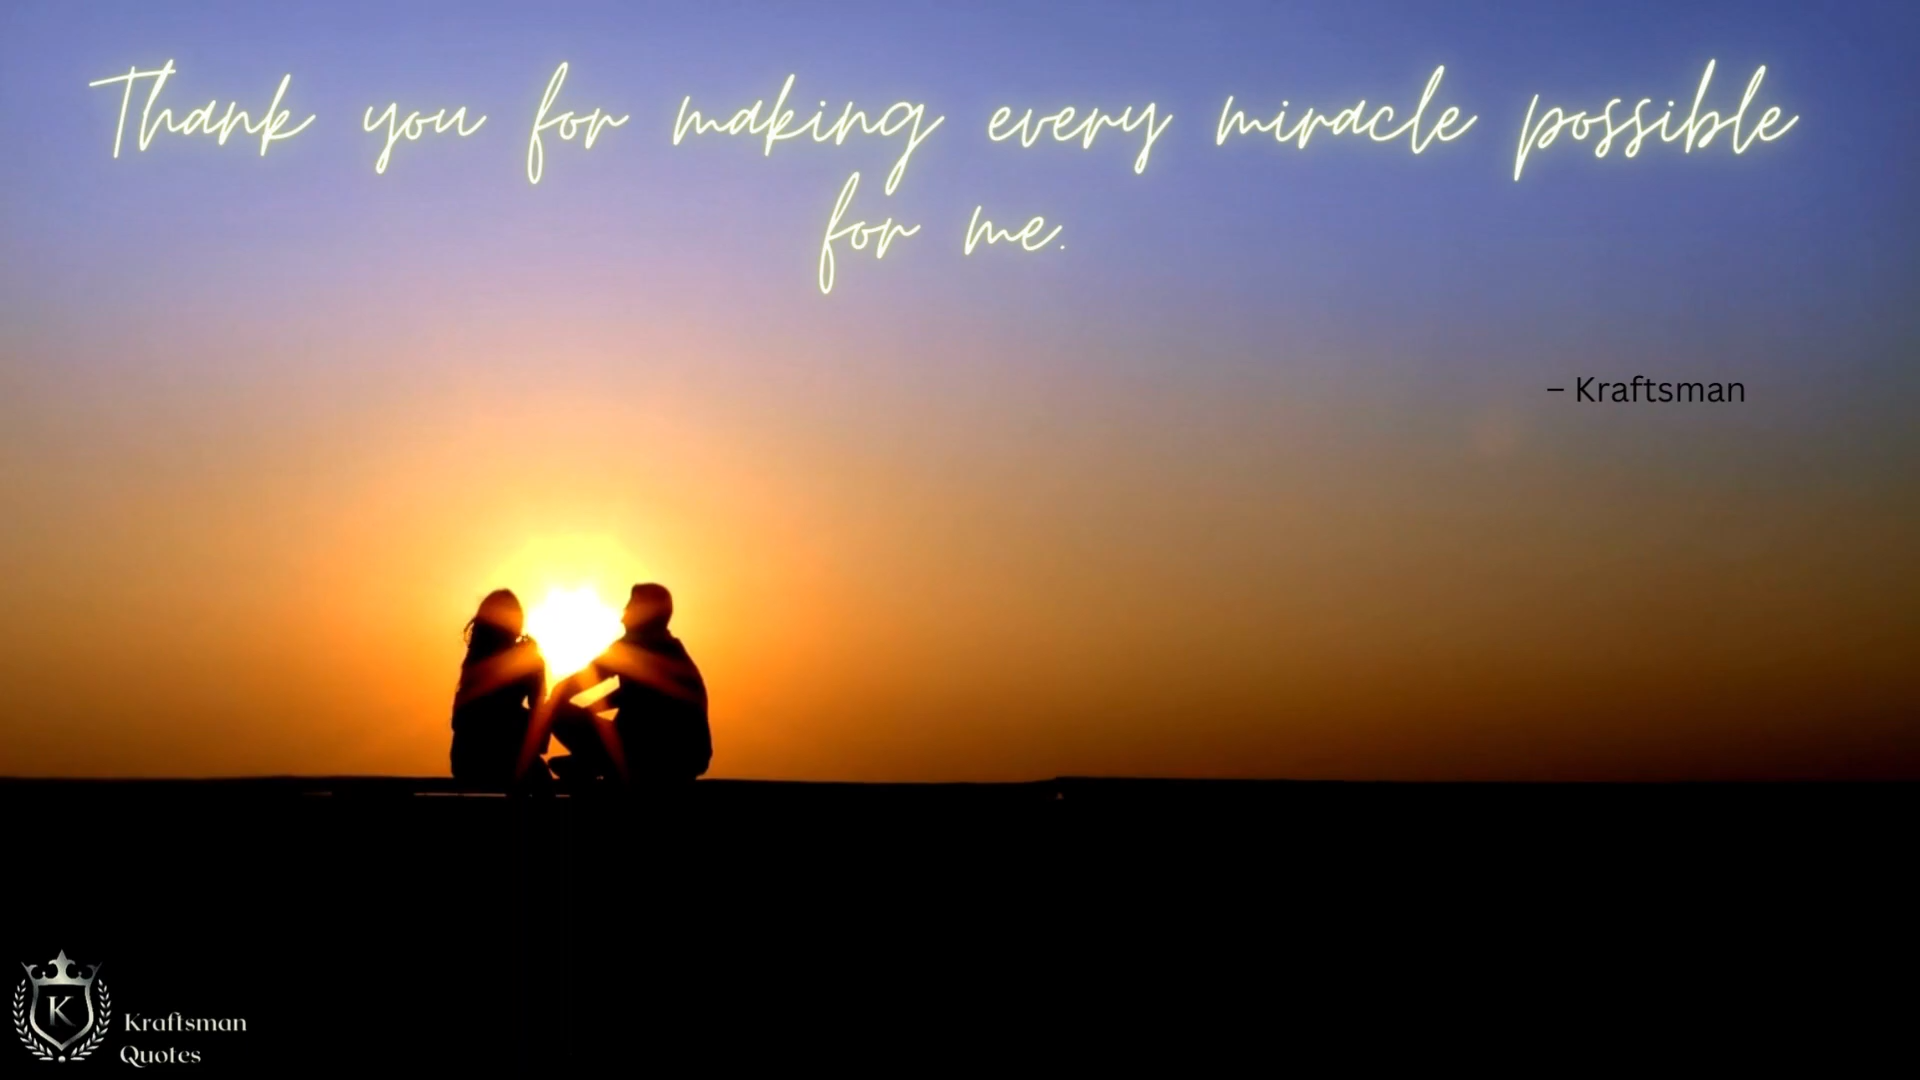 Thank you for making every miracle possible
for me.
– Kraftsman
K
Kraftsman
Quotes